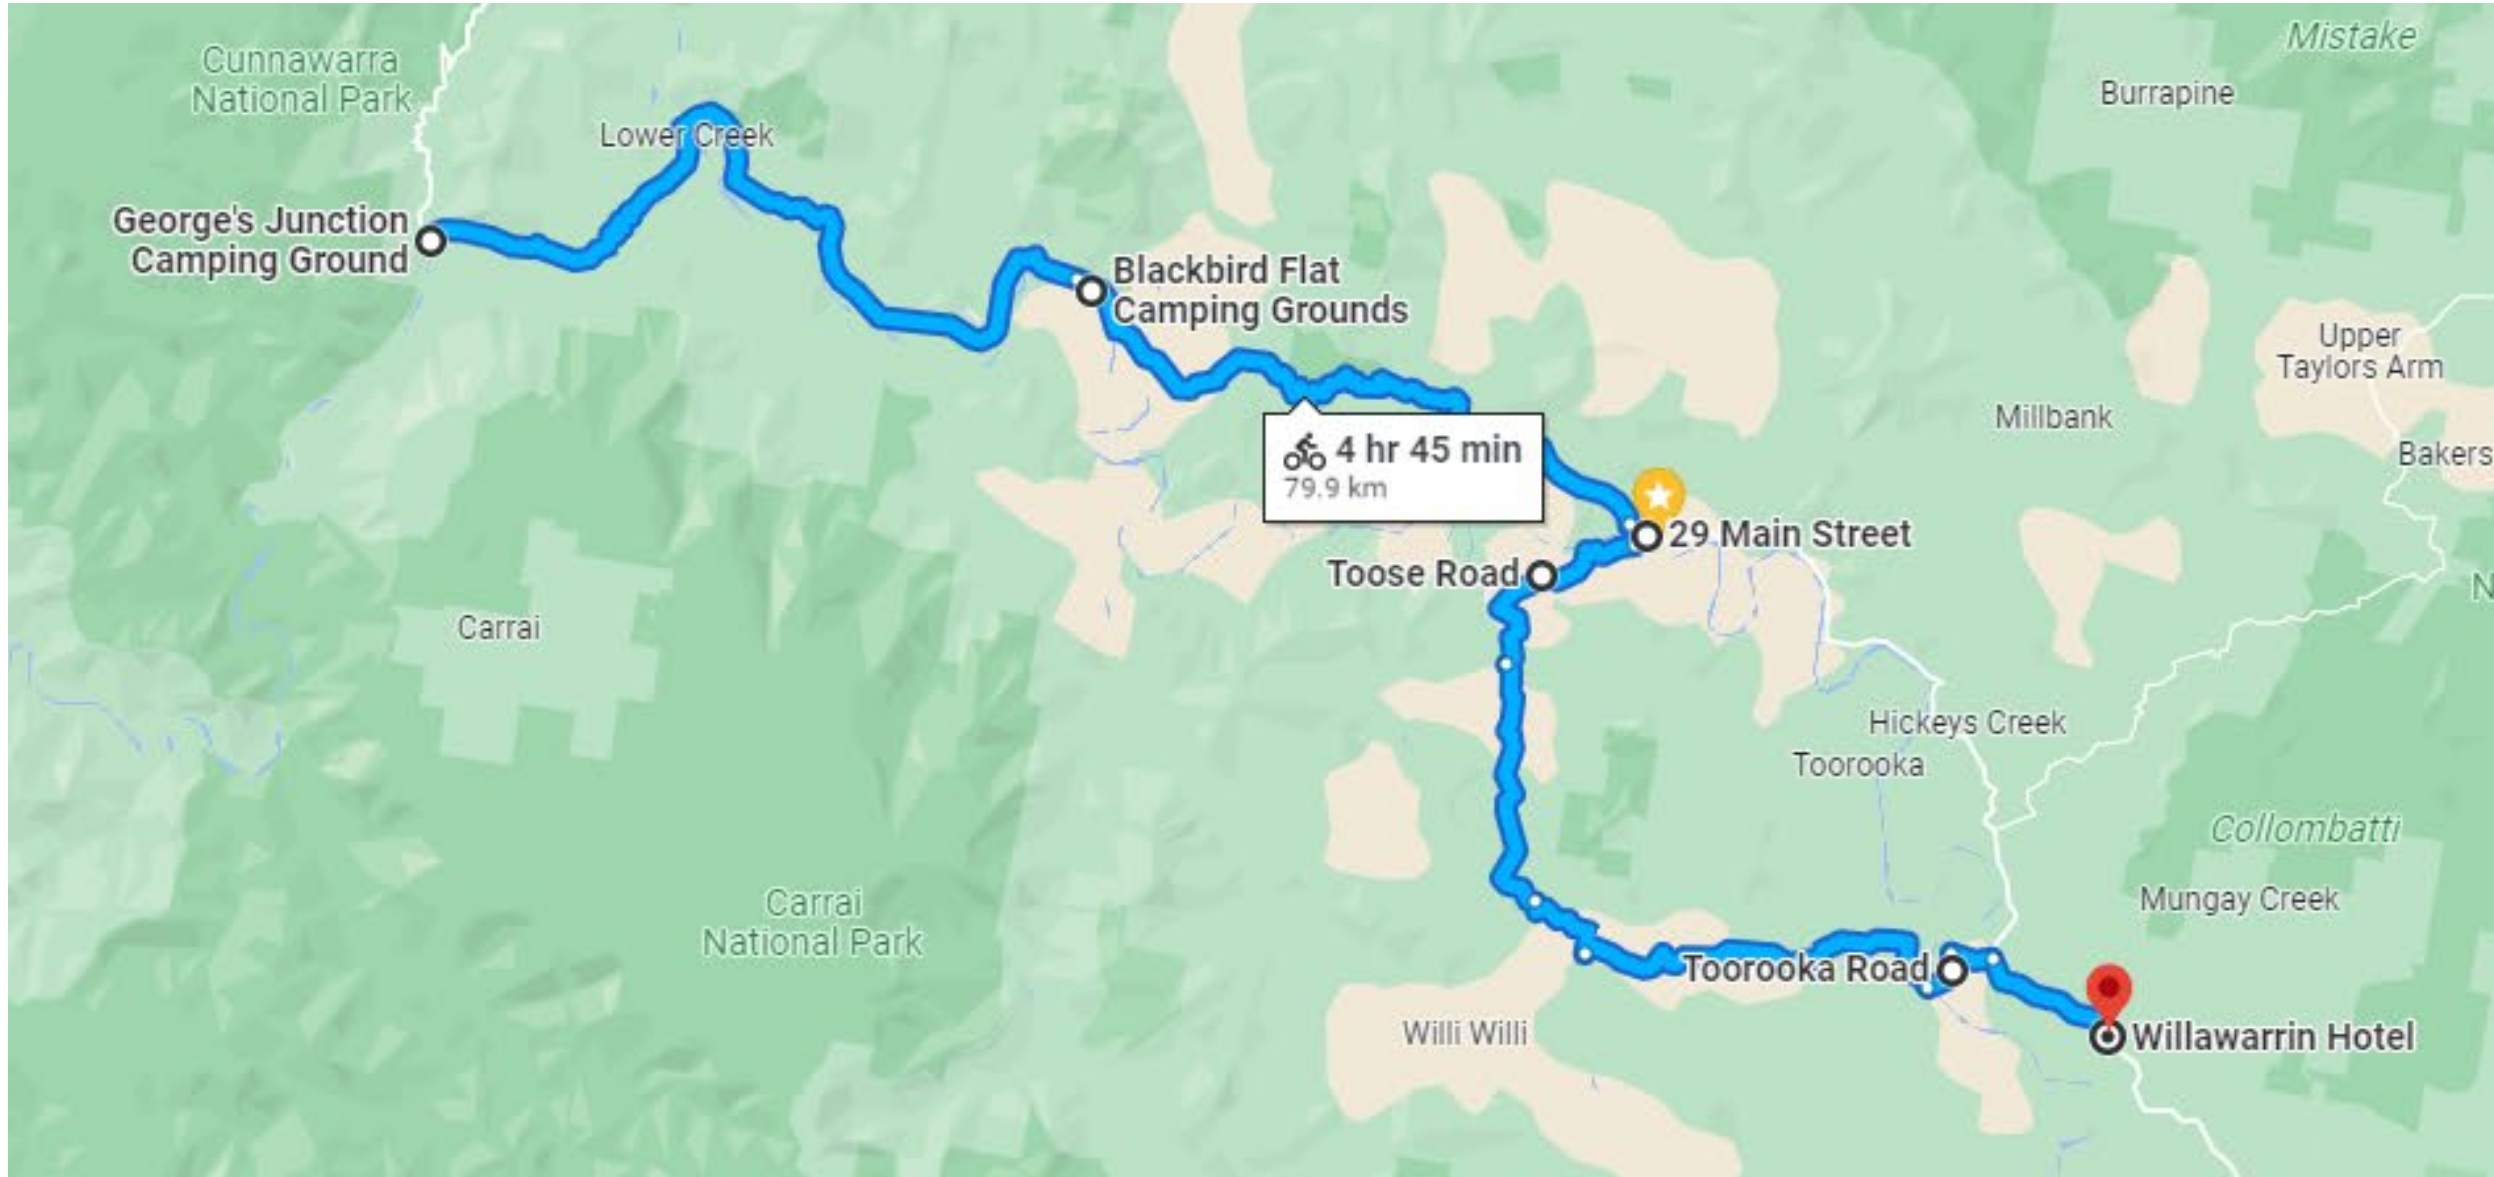 Mistake
Cunnawarra
National Park
Burrapine
Lower Creek
George's Junction
Camping Ground
Blackbird Flat
Camping Grounds
Upper
Taylors Arm
Millbank
Bakers
4 hr 45 min
79.9 km
29 Main Street
Toose Road
N
Carrai
Hickeys Creek
Toorooka
Collombatti
Carrai
National Park
Mungay Creek
Toorooka Road
Willi Willi
Willawarrin Hotel